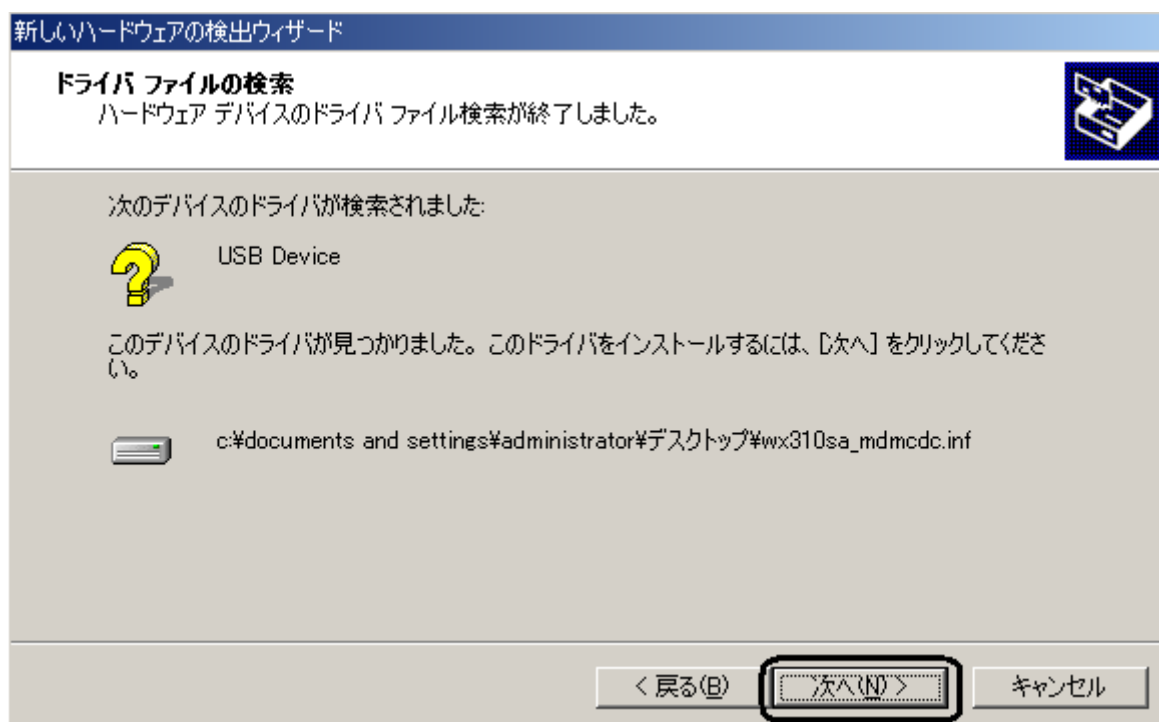 新しいハードウェアの検出ウィザード
ドライバ ファイルの検索
ハードウェア デバイスのドライバ ファイル検索が終了しました。
次のデバイスのドライバが検索されました:
USB Device
このデバイスのドライバが見つかりました。このドライバをインストールするには、[次へ] をクリックしてくださ
い。
c:¥documents and settings¥administrator¥デスクトップ¥wx310sa_mdmcdc.inf
< 戻る(B) 次へ(N) > キャンセル